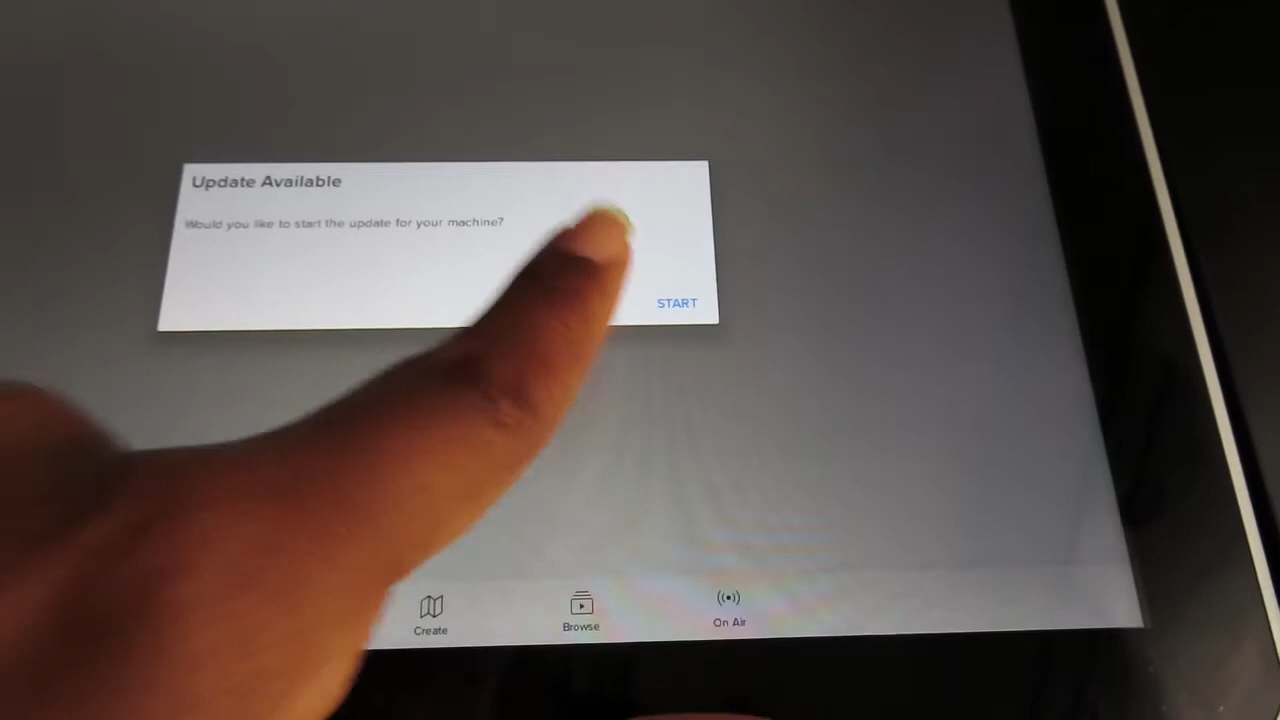 Update Available
Would you like to start the update for your machine?
START
Create
Browse
On Air